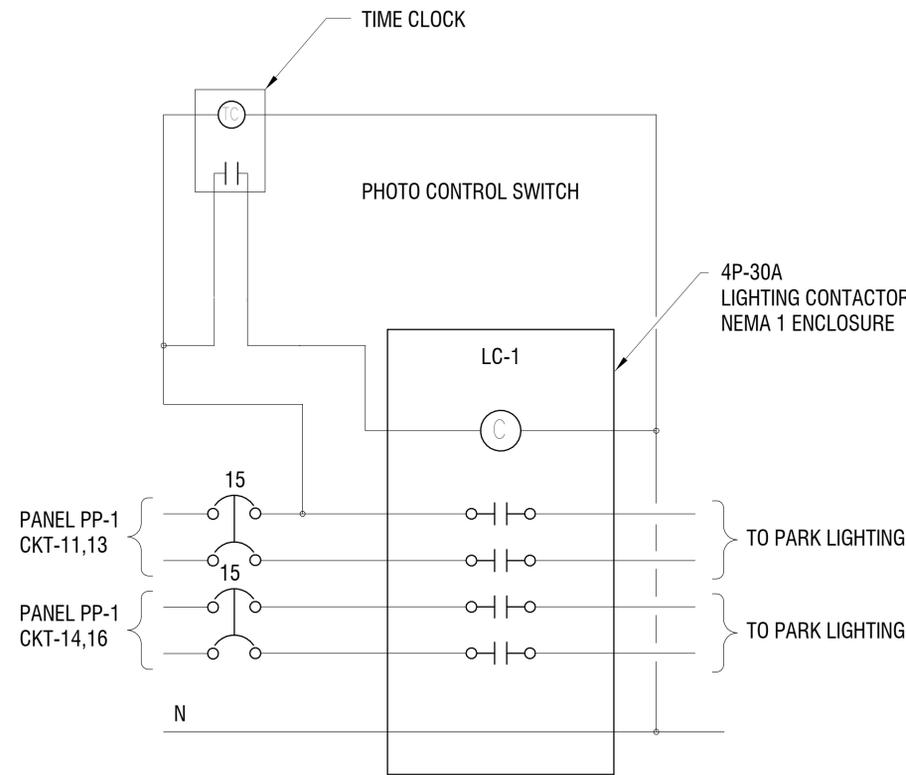 TIME CLOCK
TC
PHOTO CONTROL SWITCH
4P-30A
LIGHTING CONTACTOR
NEMA 1 ENCLOSURE
LC-1
C
15
PANEL PP-1
CKT-11,13
TO PARK LIGHTING
15
PANEL PP-1
CKT-14,16
TO PARK LIGHTING
N